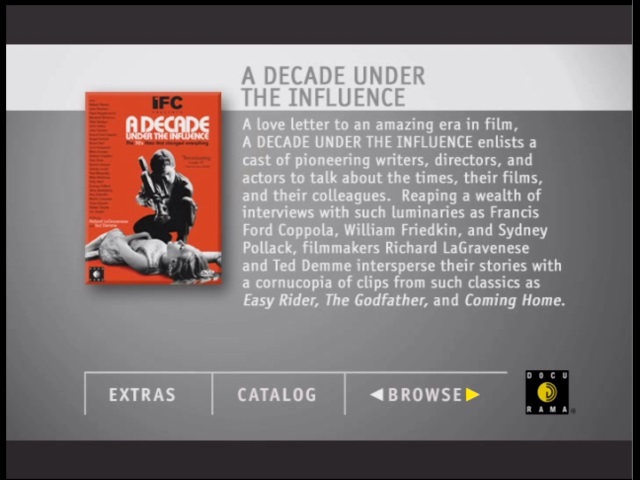 A DECADE UNDER
THE INFLUENCE
iFC
A DECADE
UNDER THE INFLUENCE
A love letter to an amazing era in film,
A DECADE UNDER THE INFLUENCE enlists a
cast of pioneering writers, directors, and
actors to talk about the times, their films,
and their colleagues. Reaping a wealth of
interviews with such luminaries as Francis
Ford Coppola, William Friedkin, and Sydney
Pollack, filmmakers Richard LaGravenese
and Ted Demme intersperse their stories with
a cornucopia of clips from such classics as
Easy Rider, The Godfather, and Coming Home.
EXTRAS
CATALOG
BROWSE
DOCU
RAMA